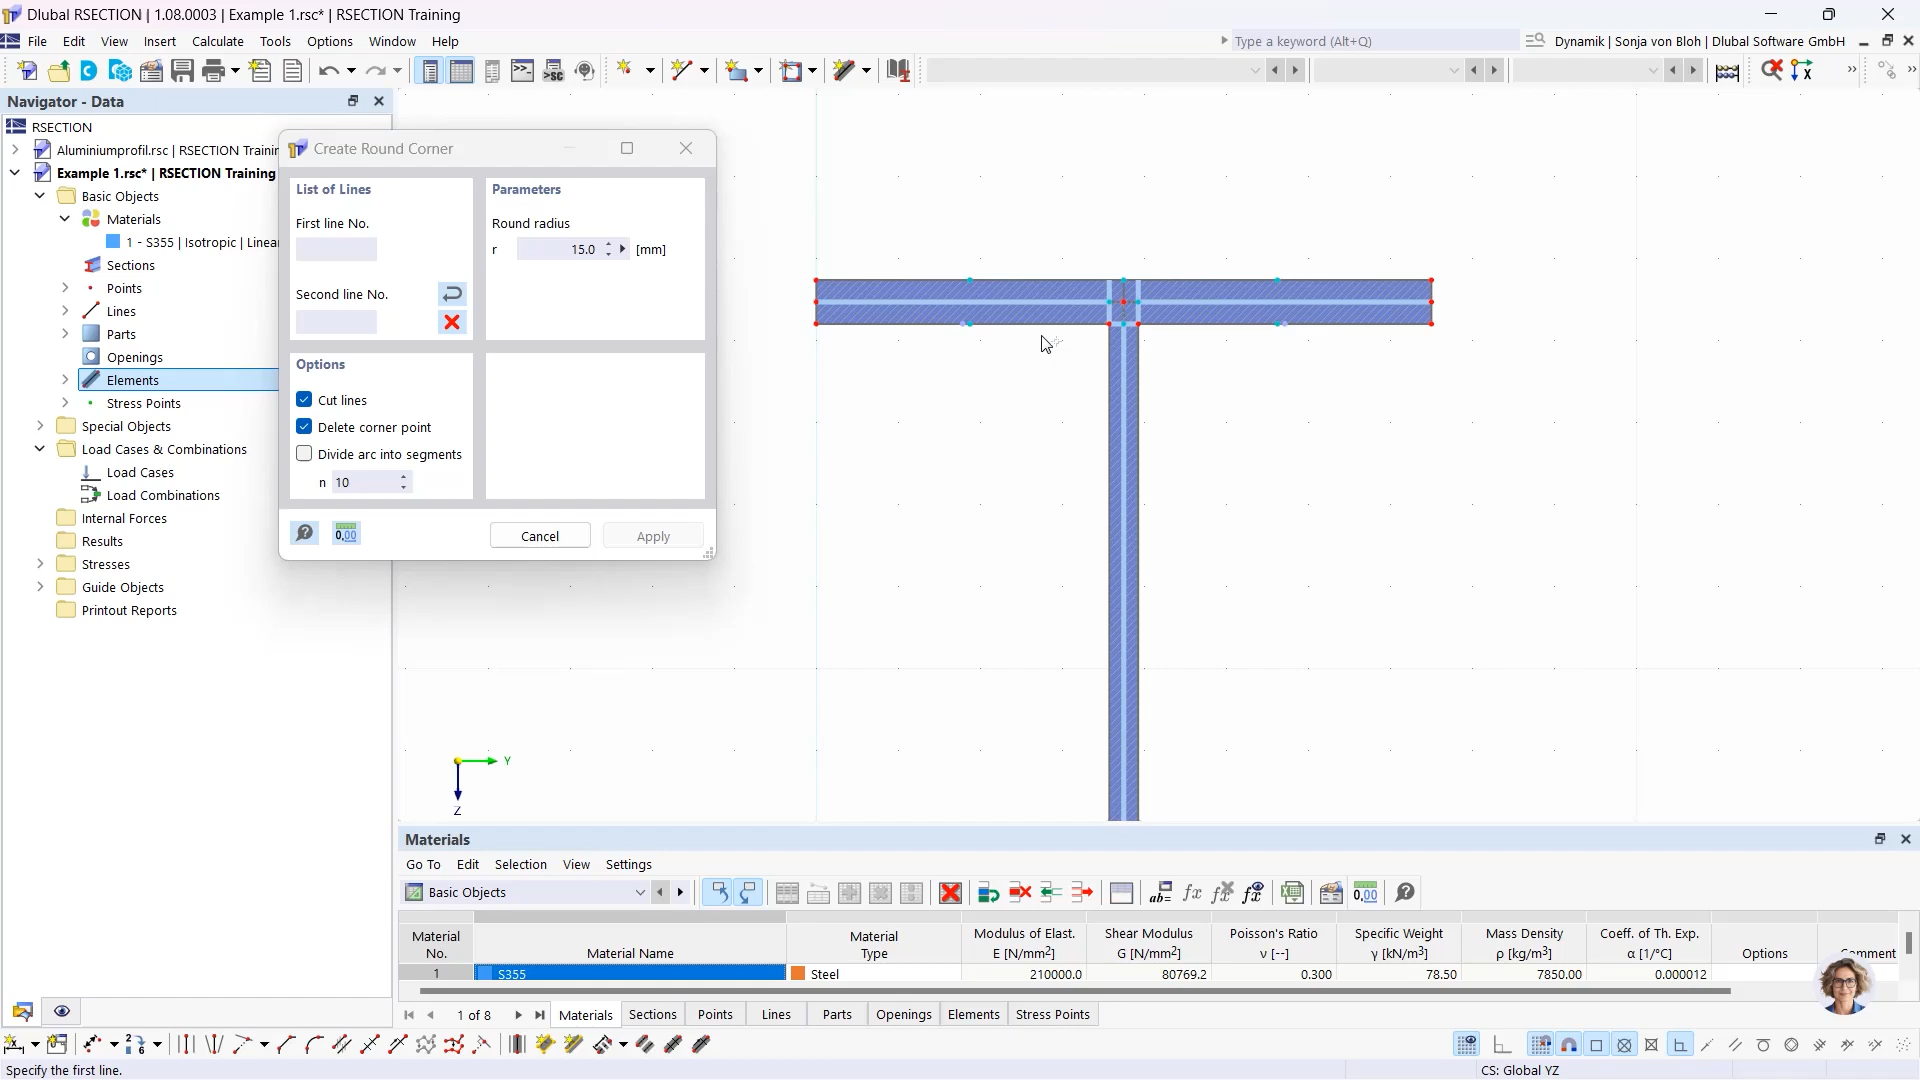 Dlubal RSECTION | 1.08.0003 | Example 1.rsc* | RSECTION Training
File Edit View Insert Calculate Tools Options Window Help
Type a keyword (Alt+Q)
Dynamik | Sonja von Bloh | Dlubal Software GmbH
Navigator - Data
RSECTION
Aluminiumprofil.rsc | RSECTION
Example 1.rsc* | RSECTION Training
Basic Objects
Materials
1 - S355 | Isotropic |
Sections
Points
Lines
Parts
Openings
Elements
Stress Points
Special Objects
Load Cases & Combinations
Load Cases
Load Combinations
Internal Forces
Results
Stresses
Guide Objects
Printout Reports
Create Round Corner
List of Lines
First line No.
Second line No.
Parameters
Round radius
r 15.0 [mm]
Options
Cut lines
Delete corner point
Divide arc into segments
n 10
0,00
Cancel
Apply
Y
Z
Materials
Go To Edit Selection View Settings
Basic Objects
Material No.
Material Name
Material Type
Modulus of Elast. E [N/mm2]
Shear Modulus G [N/mm2]
Poisson's Ratio ν [--]
Specific Weight γ [kN/m3]
Mass Density ρ [kg/m3]
Coeff. of Th. Exp. α [1/°C]
Options
1 S355 Steel 210000.0 80769.2 0.300 78.50 7850.00 0.000012
1 of 8
Materials Sections Points Lines Parts Openings Elements Stress Points
Specify the first line.
CS: Global YZ